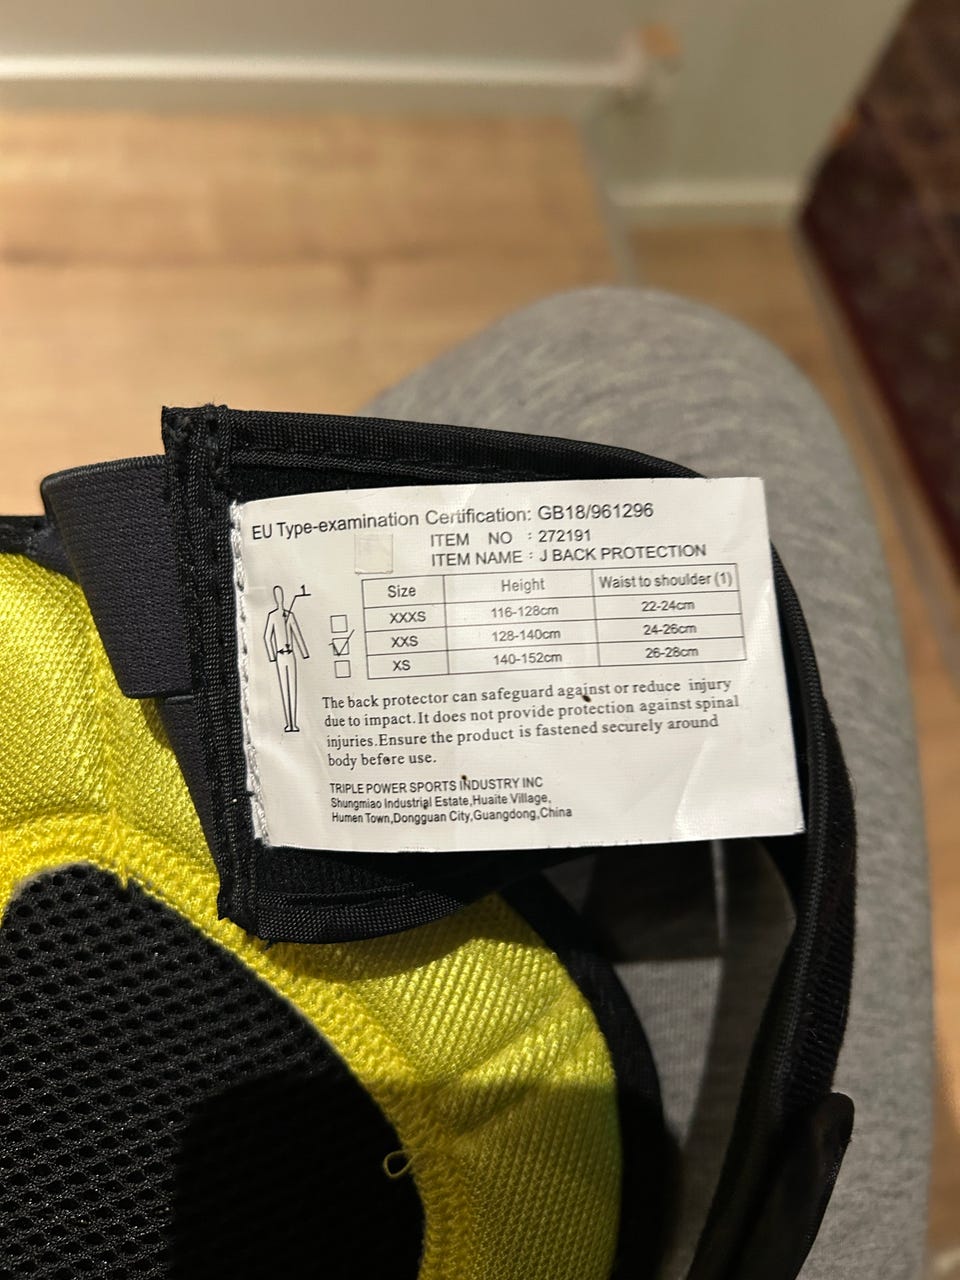 EU Type-examination Certification: GB18/961296
ITEM NO : 272191
ITEM NAME : J BACK PROTECTION
1
Size Height Waist to shoulder (1)
XXXS 116-128cm 22-24cm
XXS 128-140cm 24-26cm
XS 140-152cm 26-28cm
The back protector can safeguard against or reduce injury
due to impact. It does not provide protection against spinal
injuries.Ensure the product is fastened securely around
body before use.
TRIPLE POWER SPORTS INDUSTRY INC
Shungmiao Industrial Estate,Huaite Village,
Humen Town,Dongguan City,Guangdong,China